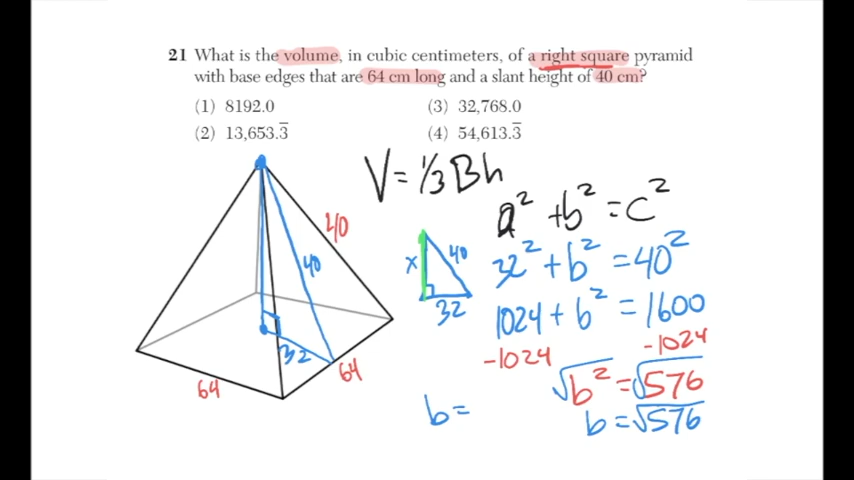 21 What is the volume, in cubic centimeters, of a right square pyramid
with base edges that are 64 cm long and a slant height of 40 cm?
(1) 8192.0
(3) 32,768.0
(2) 13,653.3̅
(4) 54,613.3̅
V = 1/3 Bh
a² + b² = c²
40
40
x
40
32² + b² = 40²
32
1024 + b² = 1600
-1024
-1024
32
64
64
√b² = √576
b =
b = √576